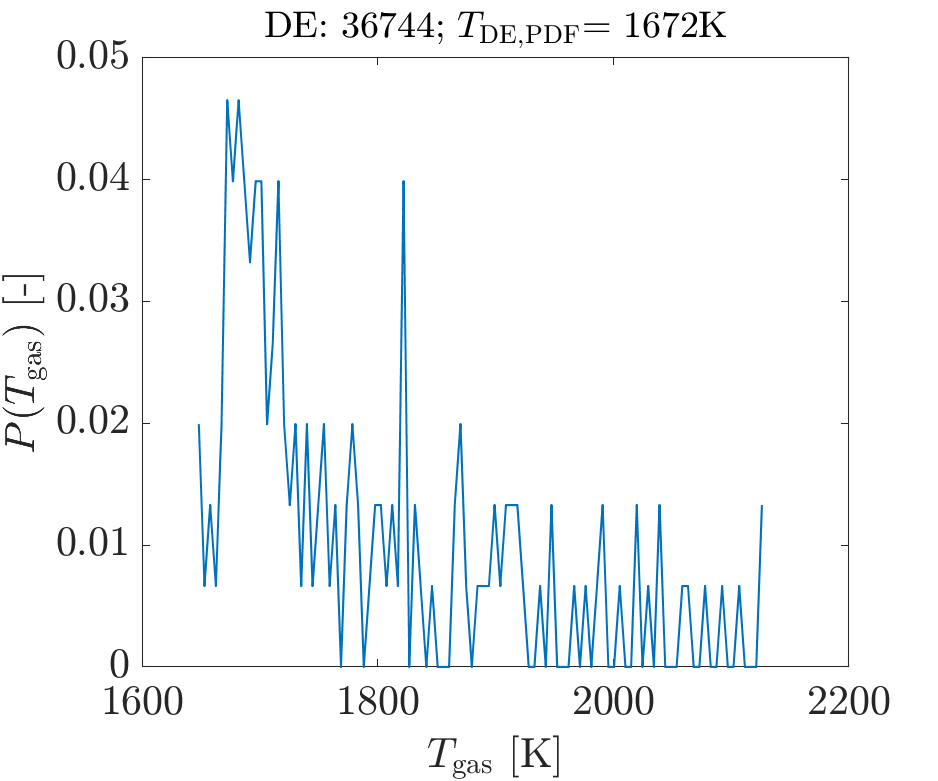 DE: 36744; T_DE,PDF= 1672K
0.05
0.04
0.03
0.02
0.01
0
P(T_gas) [-]
1600 1800 2000 2200
T_gas [K]